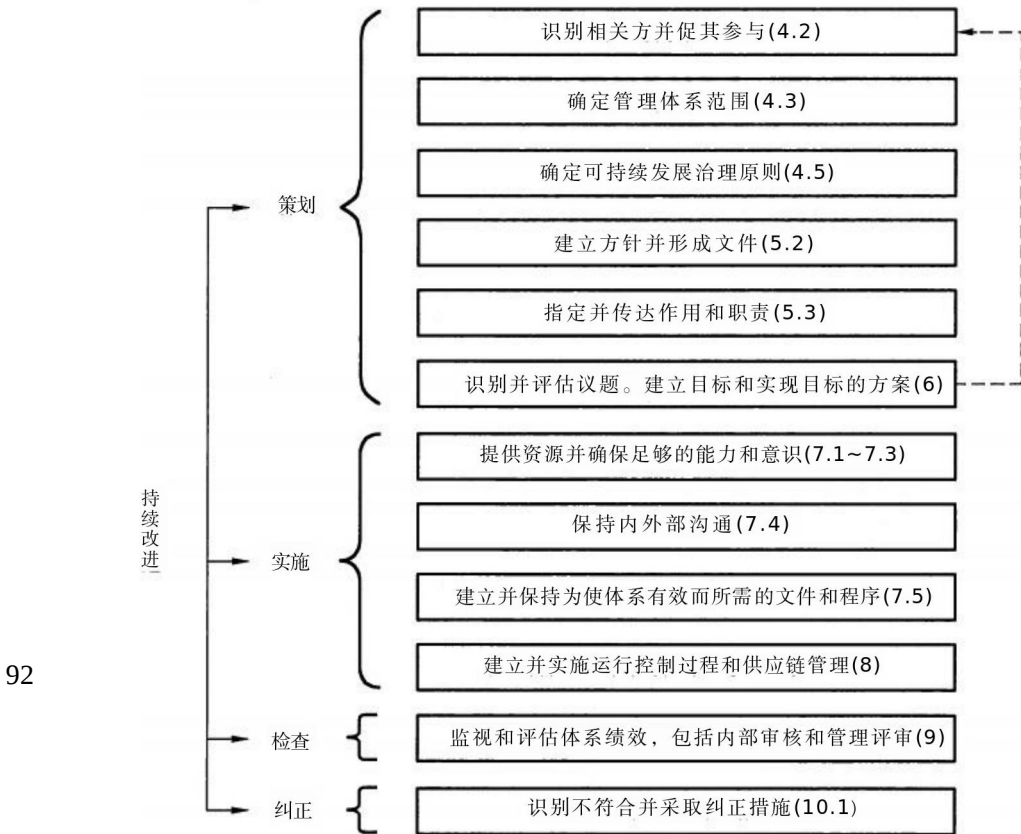 识别相关方并促其参与(4.2)
确定管理体系范围(4.3)
确定可持续发展治理原则(4.5)
策划
建立方针并形成文件(5.2)
指定并传达作用和职责(5.3)
识别并评估议题。建立目标和实现目标的方案(6)
提供资源并确保足够的能力和意识(7.1~7.3)
持续改进
保持内外部沟通(7.4)
实施
建立并保持为使体系有效而所需的文件和程序(7.5)
建立并实施运行控制过程和供应链管理(8)
92
检查
监视和评估体系绩效，包括内部审核和管理评审(9)
纠正
识别不符合并采取纠正措施(10.1)